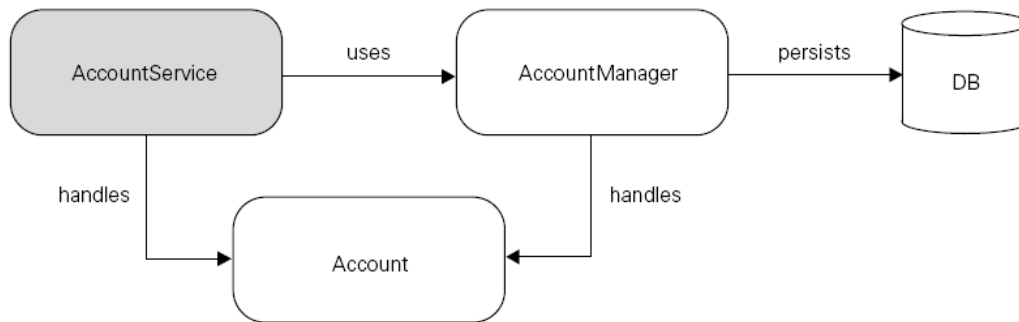 AccountService
uses
AccountManager
persists
DB
handles
handles
Account